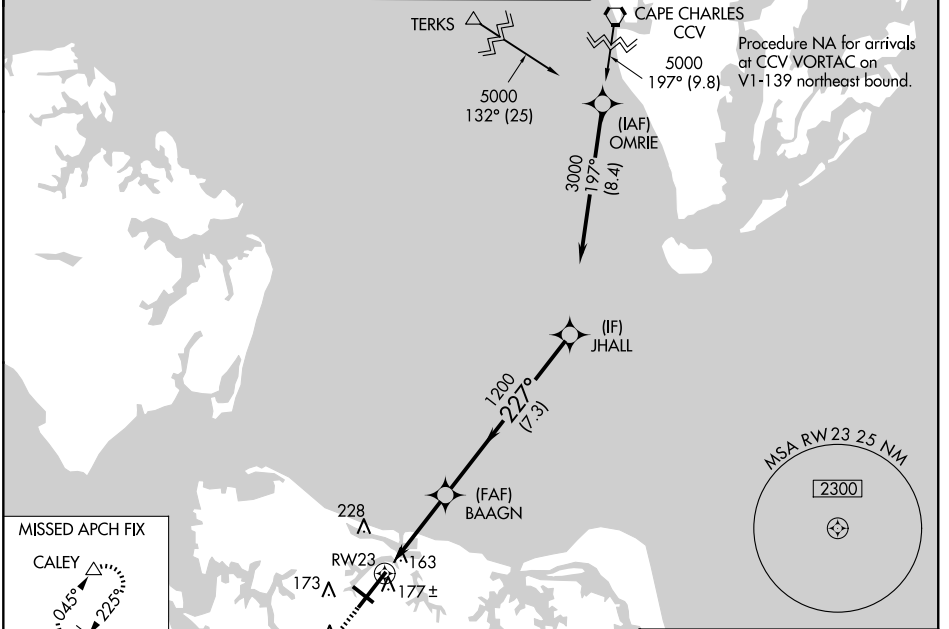 TERKS
CAPE CHARLES
CCV
Procedure NA for arrivals
at CCV VORTAC on
V1-139 northeast bound.
5000
197° (9.8)
5000
132° (25)
(IAF)
OMRIE
3000
197°
(8.4)
(IF)
JHALL
1200
227°
(7.3)
MSA RW23 25 NM
2300
(FAF)
BAAGN
228
RW23
163
173
177 ±
MISSED APCH FIX
CALEY
045°
225°